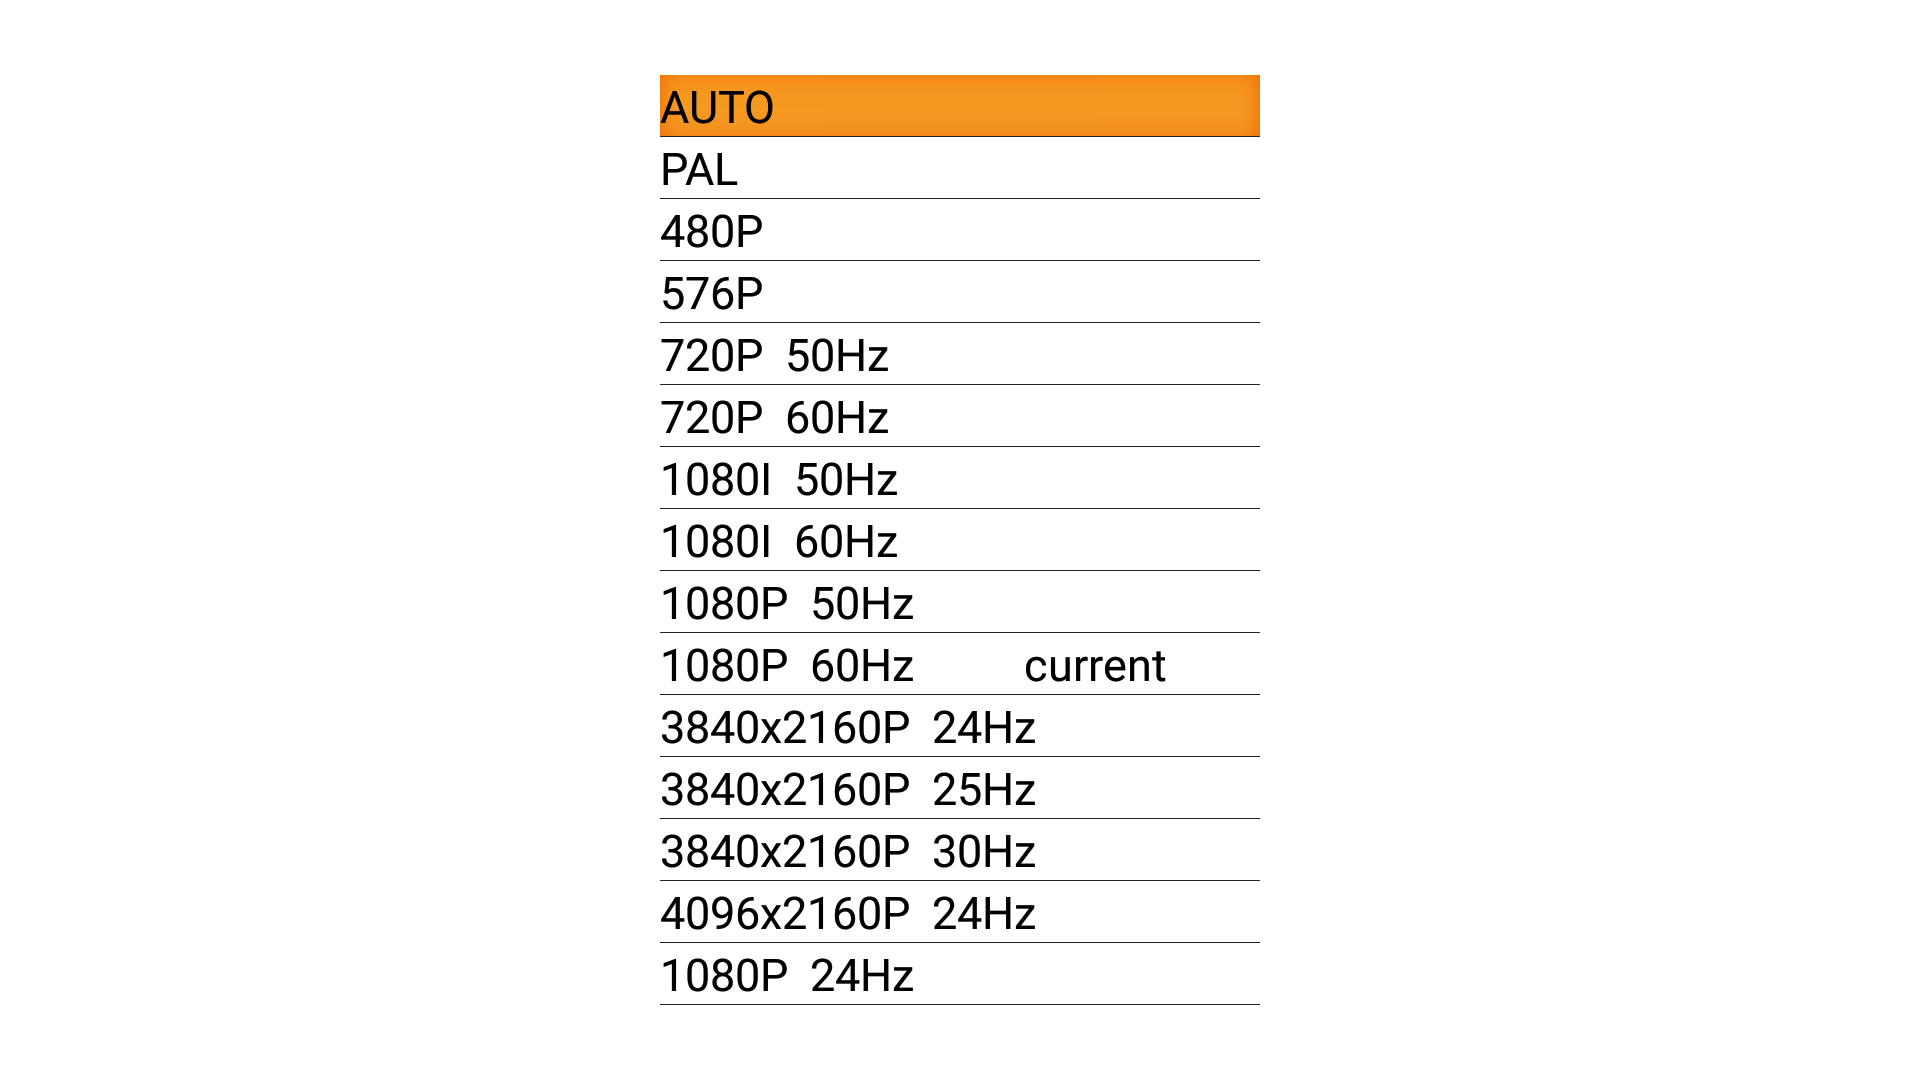 AUTO
PAL
480P
576P
720P 50Hz
720P 60Hz
1080I 50Hz
1080I 60Hz
1080P 50Hz
1080P 60Hz current
3840x2160P 24Hz
3840x2160P 25Hz
3840x2160P 30Hz
4096x2160P 24Hz
1080P 24Hz